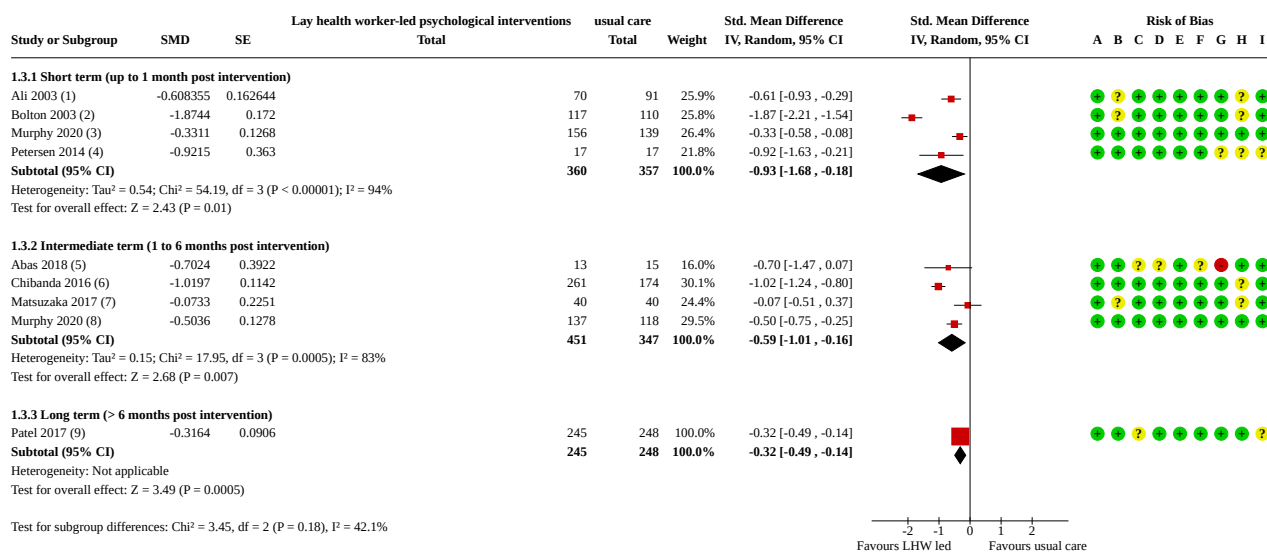 Lay health worker-led psychological interventions usual care Std. Mean Difference Std. Mean Difference Risk of Bias
Study or Subgroup SMD SE Total Total Weight IV, Random, 95% CI IV, Random, 95% CI A B C D E F G H I
1.3.1 Short term (up to 1 month post intervention)
Ali 2003 (1) -0.608355 0.162644 70 91 25.9% -0.61 [-0.93 , -0.29] + ? + + + + + ? +
Bolton 2003 (2) -1.8744 0.172 117 110 25.8% -1.87 [-2.21 , -1.54] + ? + + + + + ? +
Murphy 2020 (3) -0.3311 0.1268 156 139 26.4% -0.33 [-0.58 , -0.08] + + + + + + + + +
Petersen 2014 (4) -0.9215 0.363 17 17 21.8% -0.92 [-1.63 , -0.21] + + + + + + ? ? ?
Subtotal (95% CI) 360 357 100.0% -0.93 [-1.68 , -0.18]
Heterogeneity: Tau² = 0.54; Chi² = 54.19, df = 3 (P < 0.00001); I² = 94%
Test for overall effect: Z = 2.43 (P = 0.01)
1.3.2 Intermediate term (1 to 6 months post intervention)
Abas 2018 (5) -0.7024 0.3922 13 15 16.0% -0.70 [-1.47 , 0.07] + + ? ? + ? - + +
Chibanda 2016 (6) -1.0197 0.1142 261 174 30.1% -1.02 [-1.24 , -0.80] + + + + + + + ? +
Matsuzaka 2017 (7) -0.0733 0.2251 40 40 24.4% -0.07 [-0.51 , 0.37] + ? + + + + + ? +
Murphy 2020 (8) -0.5036 0.1278 137 118 29.5% -0.50 [-0.75 , -0.25] + + + + + + + + +
Subtotal (95% CI) 451 347 100.0% -0.59 [-1.01 , -0.16]
Heterogeneity: Tau² = 0.15; Chi² = 17.95, df = 3 (P = 0.0005); I² = 83%
Test for overall effect: Z = 2.68 (P = 0.007)
1.3.3 Long term (> 6 months post intervention)
Patel 2017 (9) -0.3164 0.0906 245 248 100.0% -0.32 [-0.49 , -0.14] + + ? + + + + + ?
Subtotal (95% CI) 245 248 100.0% -0.32 [-0.49 , -0.14]
Heterogeneity: Not applicable
Test for overall effect: Z = 3.49 (P = 0.0005)
Test for subgroup differences: Chi² = 3.45, df = 2 (P = 0.18), I² = 42.1%
-2 -1 0 1 2
Favours LHW led Favours usual care